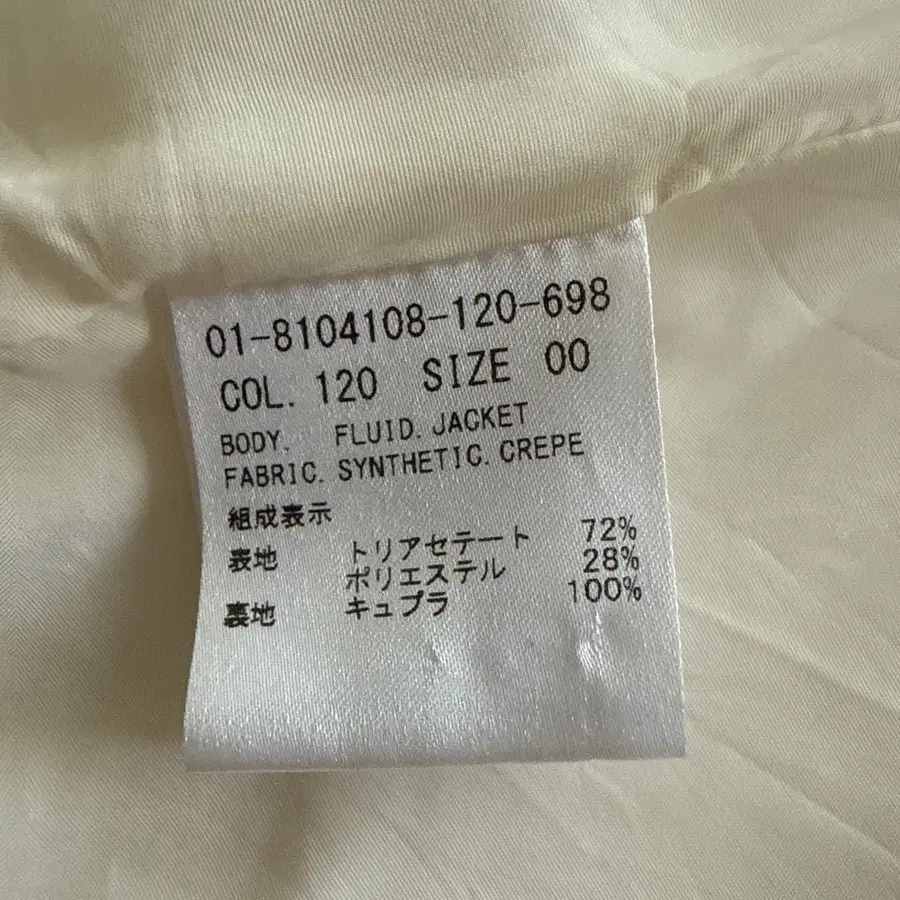 01-8104108-120-698
COL. 120 SIZE 00
BODY. FLUID. JACKET
FABRIC. SYNTHETIC. CREPE
組成表示
表地 トリアセテート 72%
ポリエステル 28%
裏地 キュプラ 100%